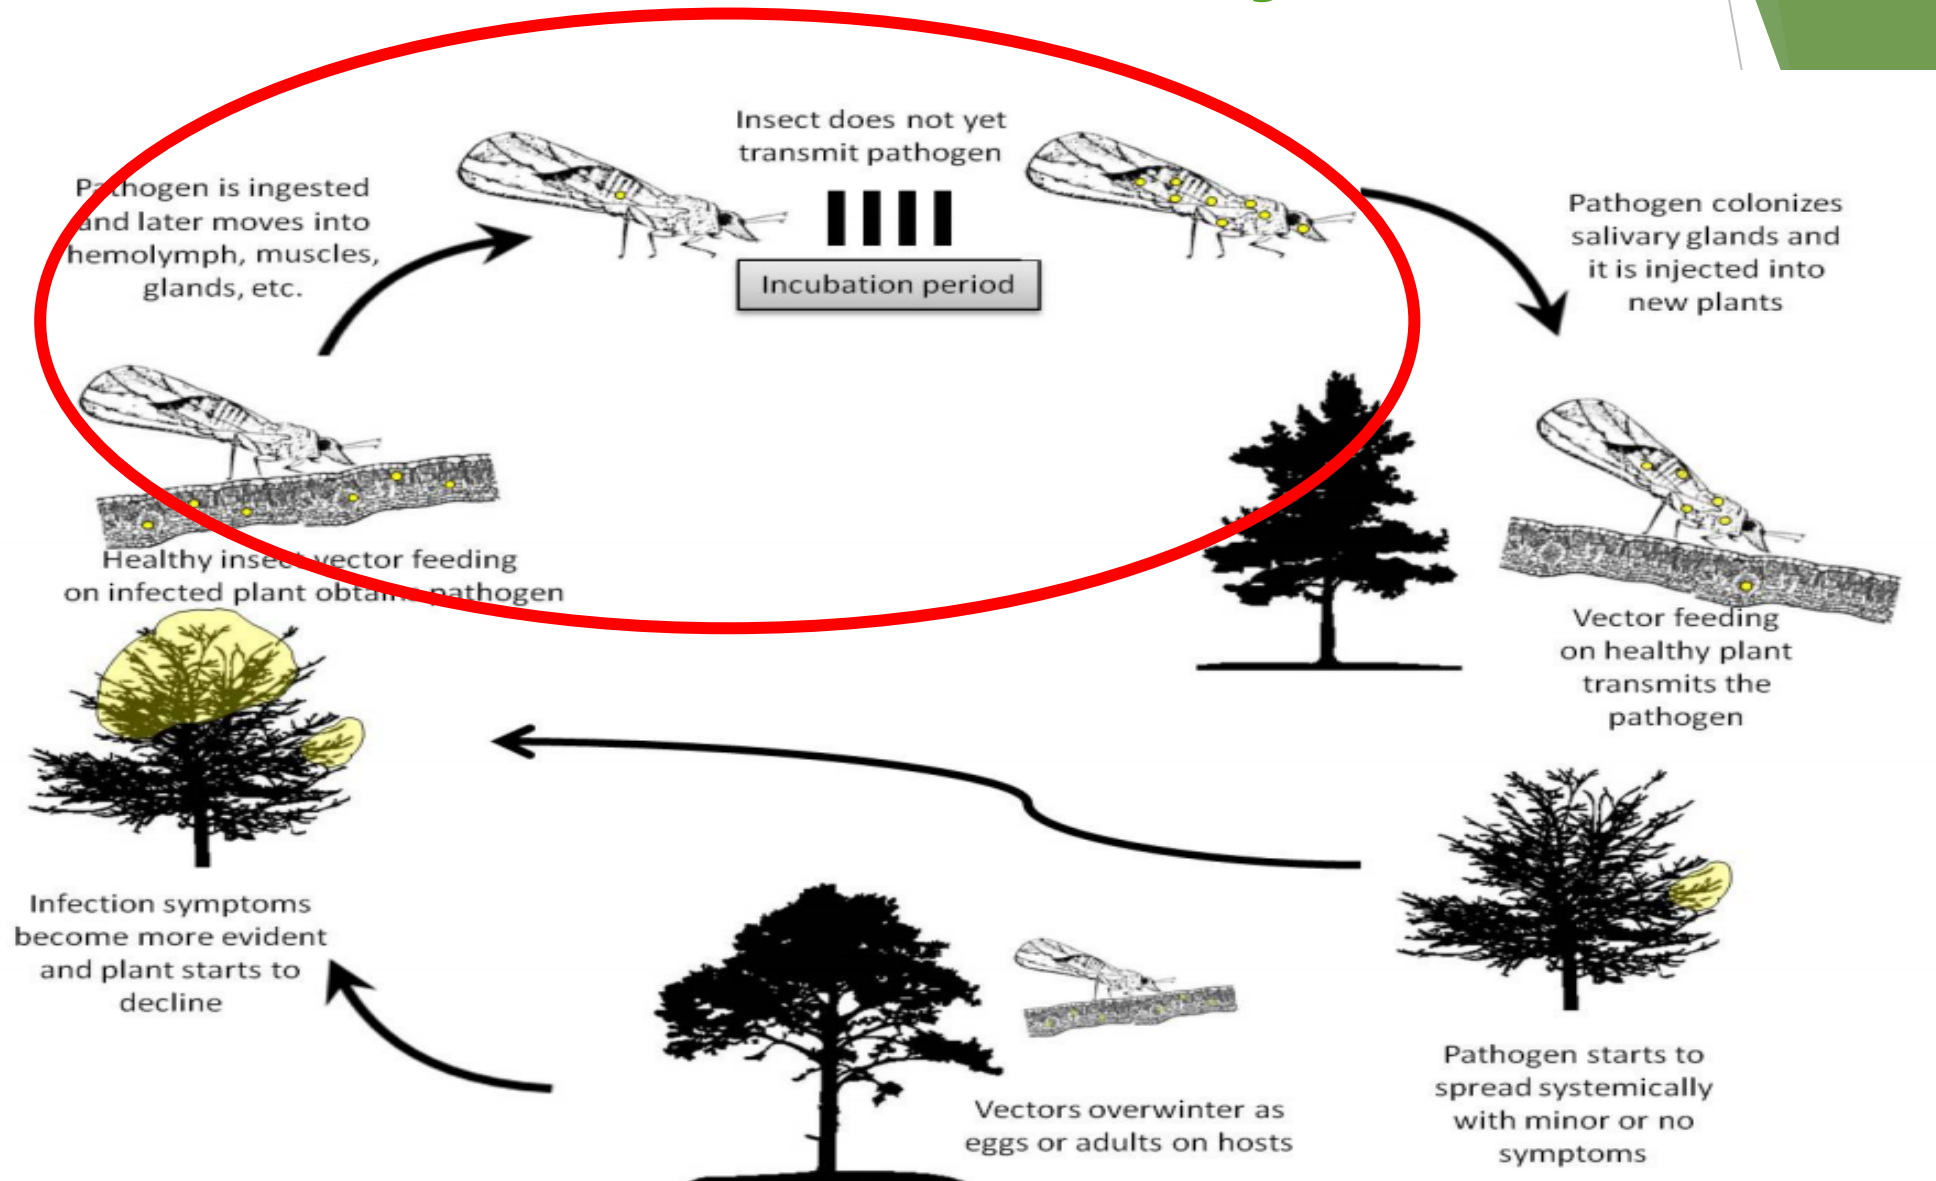 Pathogen is ingested
and later moves into
hemolymph, muscles,
glands, etc.
Insect does not yet
transmit pathogen
Incubation period
Pathogen colonizes
salivary glands and
it is injected into
new plants
Healthy insect vector feeding
on infected plant obtains pathogen
Vector feeding
on healthy plant
transmits the
pathogen
Infection symptoms
become more evident
and plant starts to
decline
Vectors overwinter as
eggs or adults on hosts
Pathogen starts to
spread systemically
with minor or no
symptoms